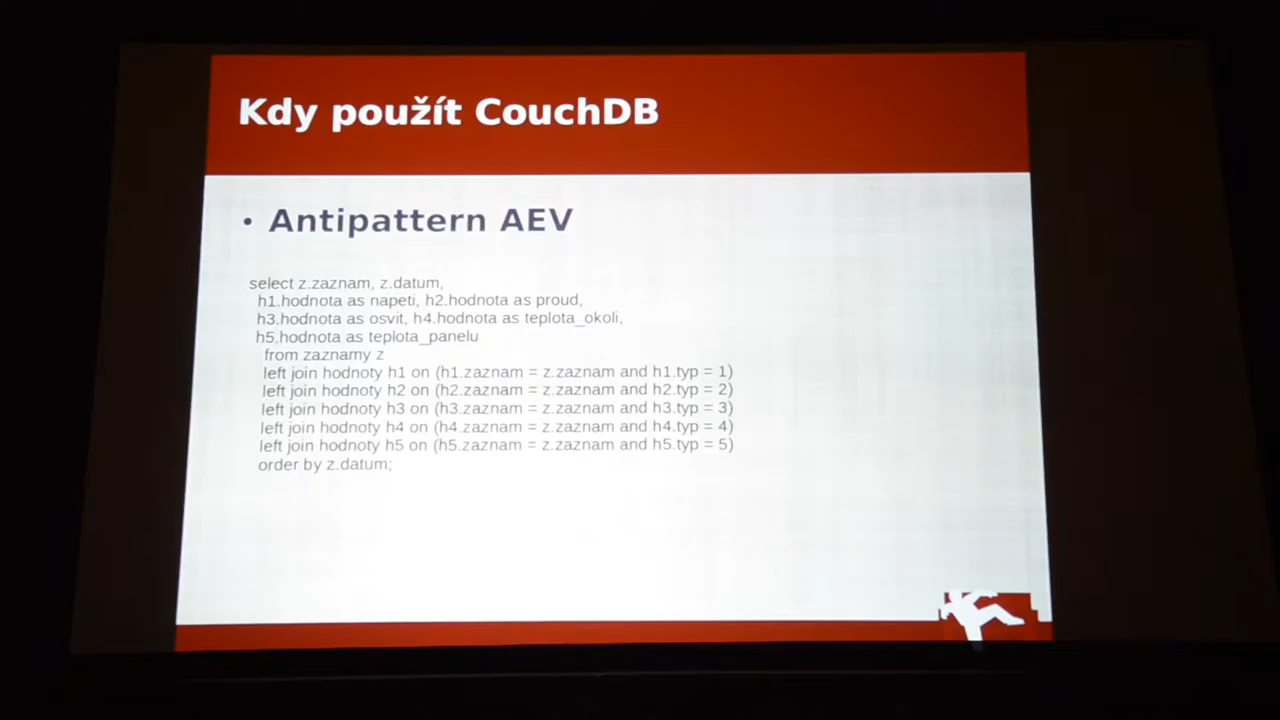 Kdy použít CouchDB
• Antipattern AEV
select z.zaznam, z.datum,
h1.hodnota as napeti, h2.hodnota as proud,
h3.hodnota as osvit, h4.hodnota as teplota_okoli,
h5.hodnota as teplota_panelu
from zaznamy z
left join hodnoty h1 on (h1.zaznam = z.zaznam and h1.typ = 1)
left join hodnoty h2 on (h2.zaznam = z.zaznam and h2.typ = 2)
left join hodnoty h3 on (h3.zaznam = z.zaznam and h3.typ = 3)
left join hodnoty h4 on (h4.zaznam = z.zaznam and h4.typ = 4)
left join hodnoty h5 on (h5.zaznam = z.zaznam and h5.typ = 5)
order by z.datum;